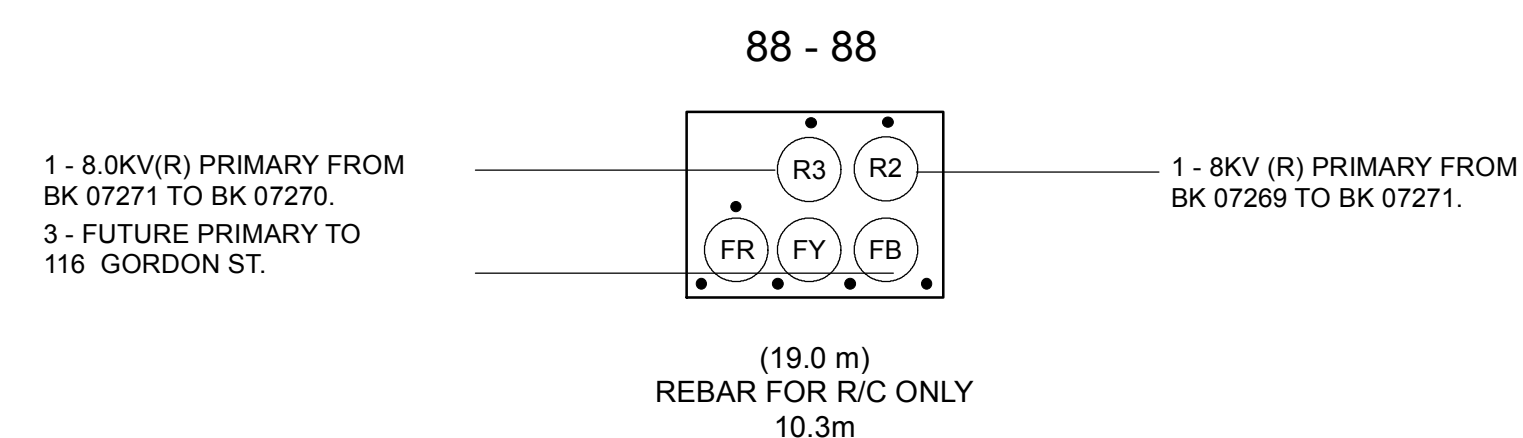 88 - 88
1 - 8.0KV(R) PRIMARY FROM
BK 07271 TO BK 07270.
3 - FUTURE PRIMARY TO
116 GORDON ST.
R3 R2
FR FY FB
1 - 8KV (R) PRIMARY FROM
BK 07269 TO BK 07271.
(19.0 m)
REBAR FOR R/C ONLY
10.3m